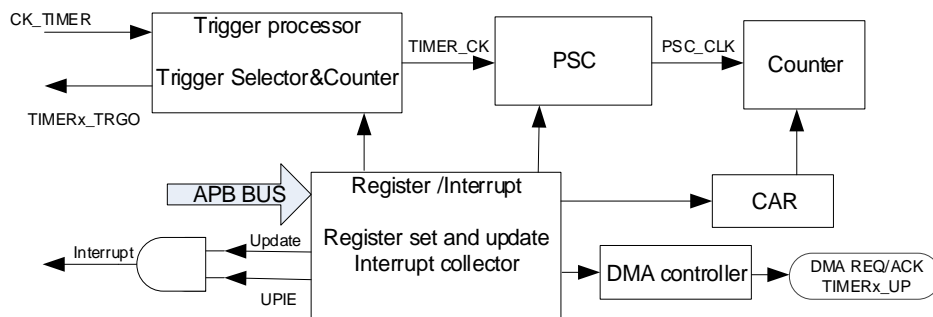 CK_TIMER
Trigger processor
Trigger Selector&Counter
TIMERx_TRGO
TIMER_CK
PSC
PSC_CLK
Counter
APB BUS
Register /Interrupt
Register set and update
Interrupt collector
CAR
Interrupt
Update
UPIE
DMA controller
DMA REQ/ACK
TIMERx_UP